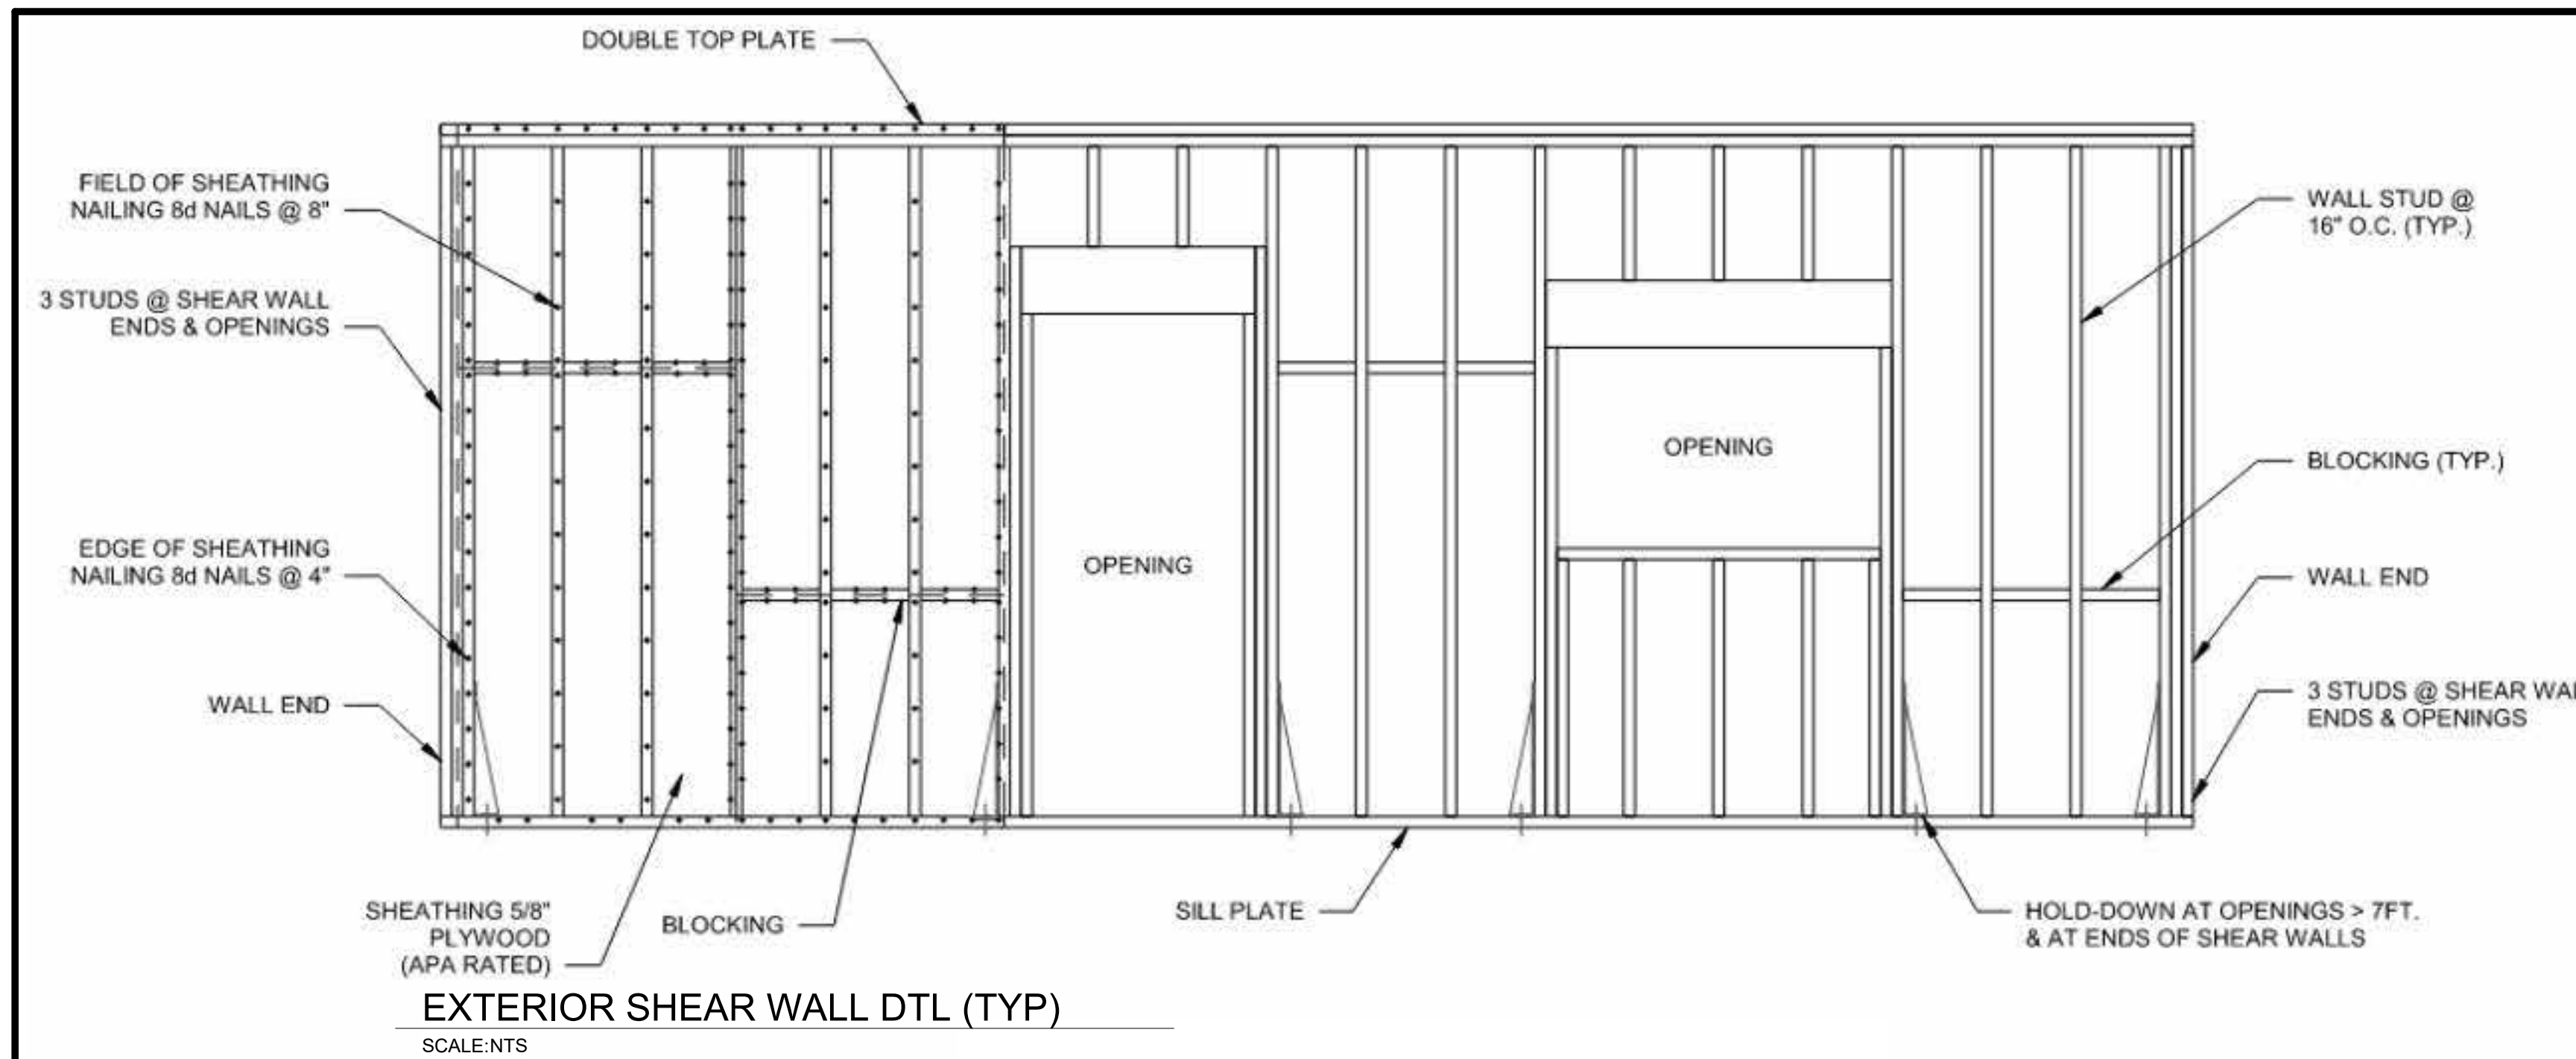 DOUBLE TOP PLATE
FIELD OF SHEATHING
NAILING 8d NAILS @ 8"
3 STUDS @ SHEAR WALL
ENDS & OPENINGS
EDGE OF SHEATHING
NAILING 8d NAILS @ 4"
WALL END
SHEATHING 5/8"
PLYWOOD
(APA RATED)
BLOCKING
OPENING
OPENING
SILL PLATE
WALL STUD @
16" O.C. (TYP.)
BLOCKING (TYP.)
WALL END
3 STUDS @ SHEAR WAL
ENDS & OPENINGS
HOLD-DOWN AT OPENINGS > 7FT.
& AT ENDS OF SHEAR WALLS
EXTERIOR SHEAR WALL DTL (TYP)
SCALE:NTS